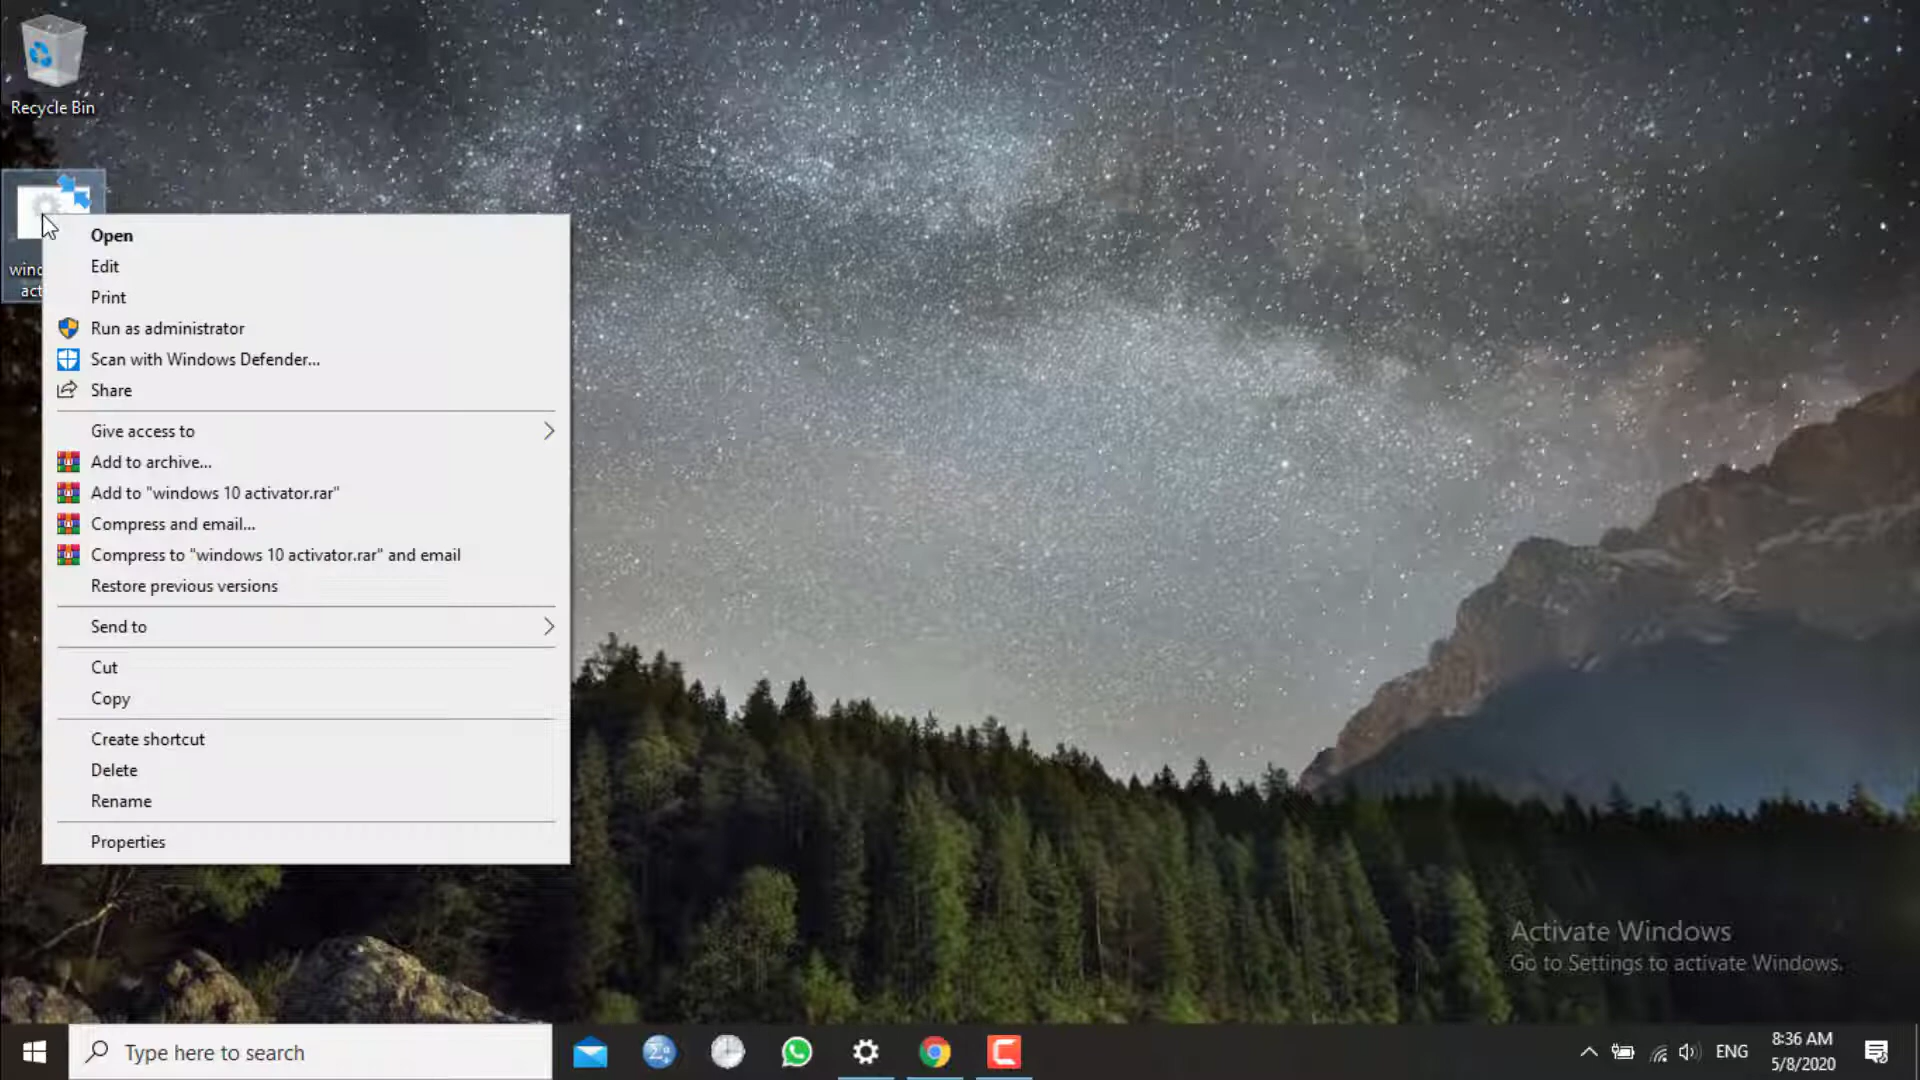 Recycle Bin
Open
Edit
Print
Run as administrator
Scan with Windows Defender...
Share
Give access to
Add to archive...
Add to "windows 10 activator.rar"
Compress and email...
Compress to "windows 10 activator.rar" and email
Restore previous versions
Send to
Cut
Copy
Create shortcut
Delete
Rename
Properties
Activate Windows
Go to Settings to activate Windows.
Type here to search
ENG
8:36 AM
5/8/2020